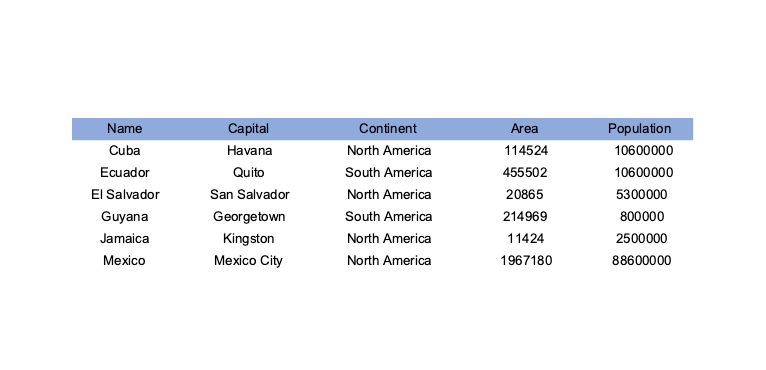 Name Capital Continent Area Population
Cuba Havana North America 114524 10600000
Ecuador Quito South America 455502 10600000
El Salvador San Salvador North America 20865 5300000
Guyana Georgetown South America 214969 800000
Jamaica Kingston North America 11424 2500000
Mexico Mexico City North America 1967180 88600000